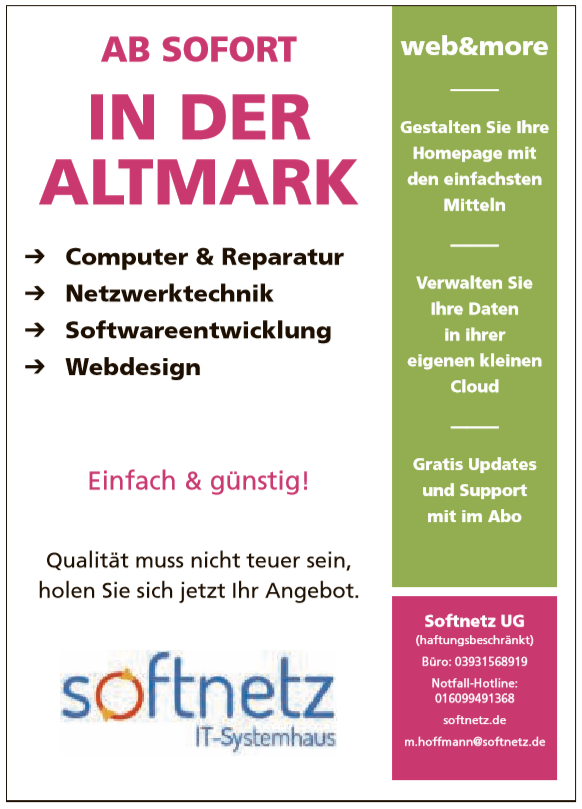 AB SOFORT
IN DER
ALTMARK
➔ Computer & Reparatur
➔ Netzwerktechnik
➔ Softwareentwicklung
➔ Webdesign
Einfach & günstig!
Qualität muss nicht teuer sein,
holen Sie sich jetzt Ihr Angebot.
softnetz
IT-Systemhaus
web&more
Gestalten Sie Ihre
Homepage mit
den einfachsten
Mitteln
Verwalten Sie
Ihre Daten
in ihrer
eigenen kleinen
Cloud
Gratis Updates
und Support
mit im Abo
Softnetz UG
(haftungsbeschränkt)
Büro: 03931568919
Notfall-Hotline:
016099491368
softnetz.de
m.hoffmann@softnetz.de